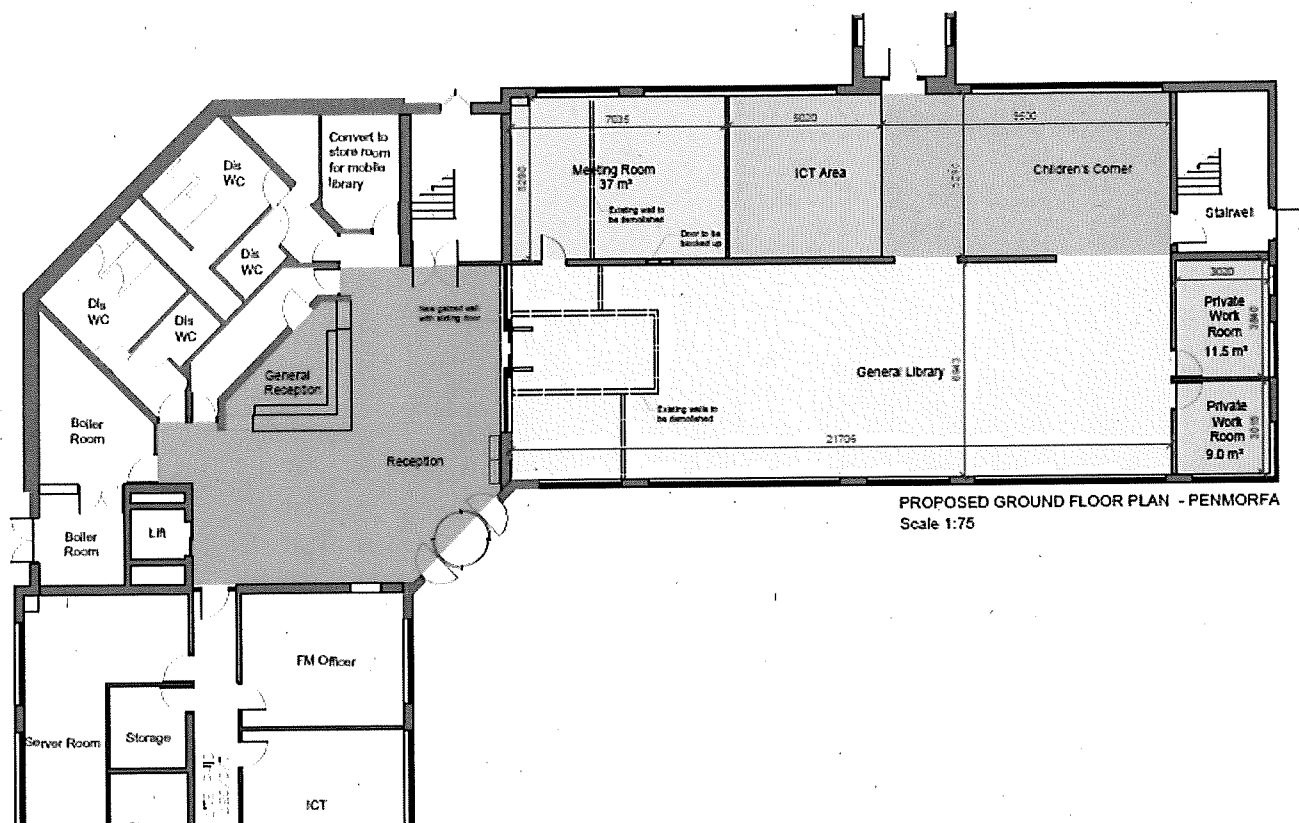 Convert to
store room
for mobile
library
Dis
WC
Dis
WC
Dis
WC
Dis
WC
7035
5020
9500
Meeting Room
37 m²
Existing wall to
be demolished
Door to be
blocked up
ICT Area
Children's Corner
Stairwell
New glazed wall
with sliding door
3020
Private
Work
Room
11.5 m²
General
Reception
General Library
Existing walls to
be demolished
21705
Private
Work
Room
9.0 m²
Boiler
Room
Reception
PROPOSED GROUND FLOOR PLAN - PENMORFA
Scale 1:75
Boiler
Room
Lift
FM Officer
Server Room
Storage
ICT